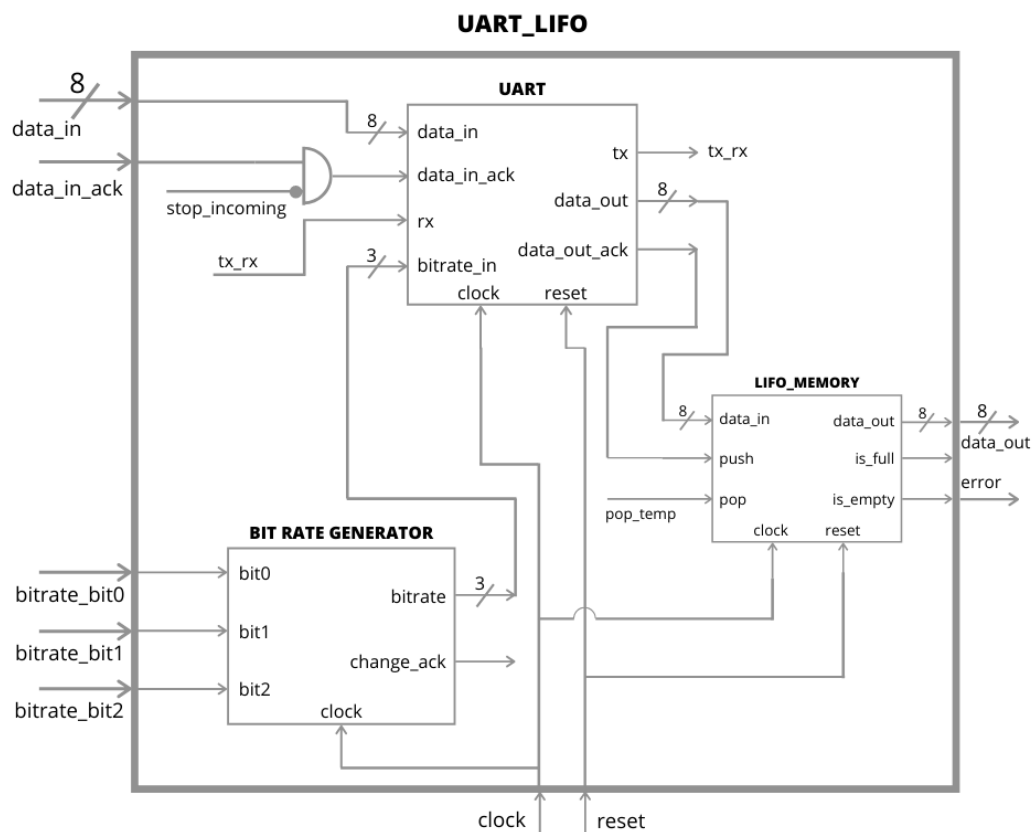 UART_LIFO
8
data_in
data_in_ack
stop_incoming
tx_rx
UART
8
data_in
data_in_ack
rx
3
bitrate_in
clock
reset
tx
tx_rx
data_out
8
data_out_ack
LIFO_MEMORY
8
data_in
push
pop
pop_temp
clock
reset
data_out
8
is_full
is_empty
8
data_out
error
BIT RATE GENERATOR
bitrate_bit0
bitrate_bit1
bitrate_bit2
bit0
bit1
bit2
bitrate
3
change_ack
clock
clock
reset